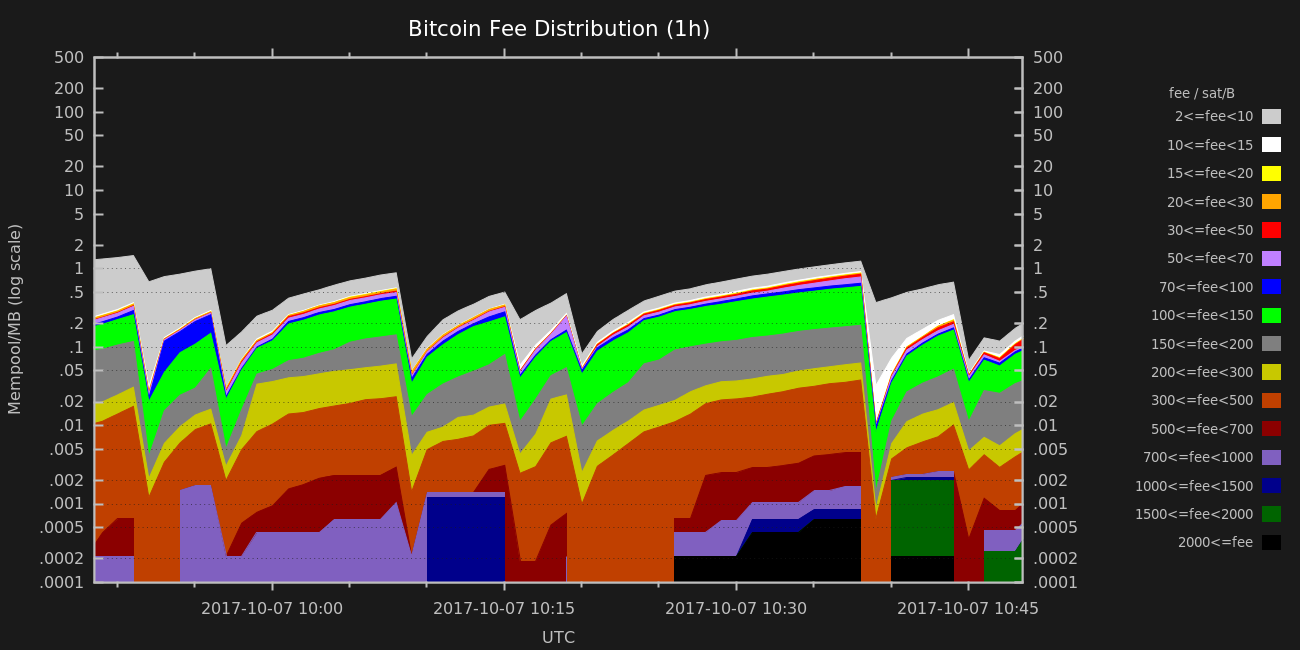 Bitcoin Fee Distribution (1h)
500 500
200 200
100 100
50 50
20 20
10 10
5 5
2 2
1 1
.5 .5
.2 .2
.1 .1
.05 .05
.02 .02
.01 .01
.005 .005
.002 .002
.001 .001
.0005 .0005
.0002 .0002
.0001 .0001
Mempool/MB (log scale)
2017-10-07 10:00 2017-10-07 10:15 2017-10-07 10:30 2017-10-07 10:45
UTC
fee / sat/B
2<=fee<10
10<=fee<15
15<=fee<20
20<=fee<30
30<=fee<50
50<=fee<70
70<=fee<100
100<=fee<150
150<=fee<200
200<=fee<300
300<=fee<500
500<=fee<700
700<=fee<1000
1000<=fee<1500
1500<=fee<2000
2000<=fee